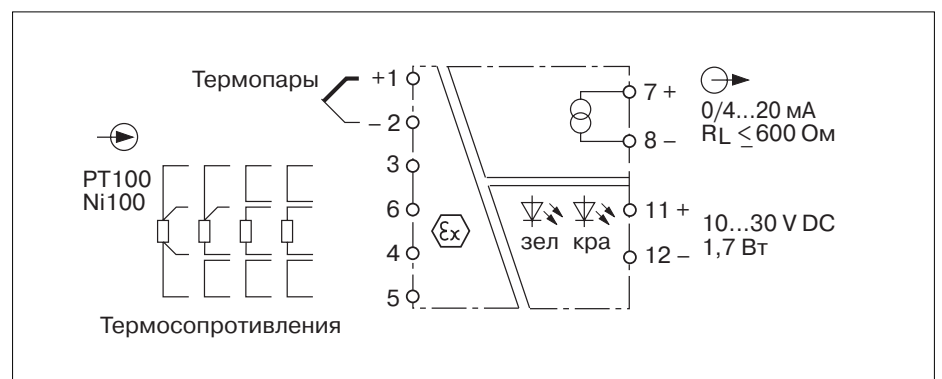 Термопары
+1
– 2
3
6
4
5
PT100
Ni100
Термосопротивления
Ex
зел кра
7 +
8 –
0/4...20 мА
RL ≤600 Ом
11 +
12 –
10...30 V DC
1,7 Вт